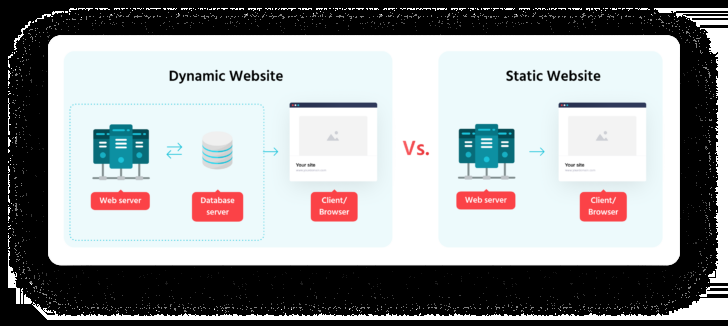 Dynamic Website
Web server
Database
server
Your site
Client/
Browser
Vs.
Static Website
Web server
Your site
Client/
Browser